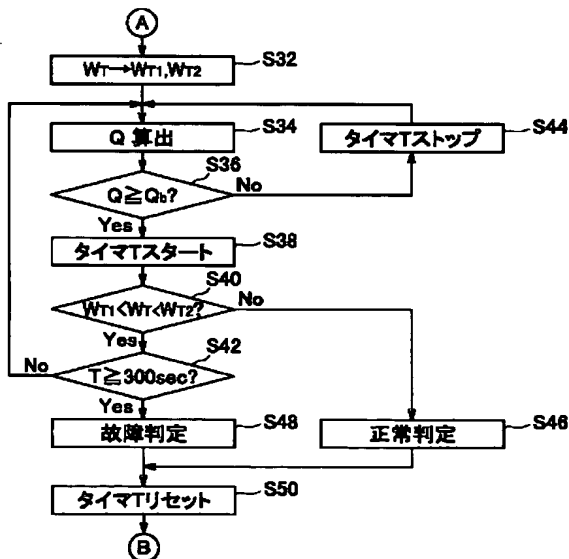 A
WT→WT1,WT2
S32
Q 算出
S34
タイマTストップ
S44
S36
Q≧Qb?
No
Yes
タイマTスタート
S38
S40
WT1<WT<WT2?
No
Yes
S42
No
T≧300sec?
Yes
故障判定
S48
正常判定
S46
タイマTリセット
S50
B